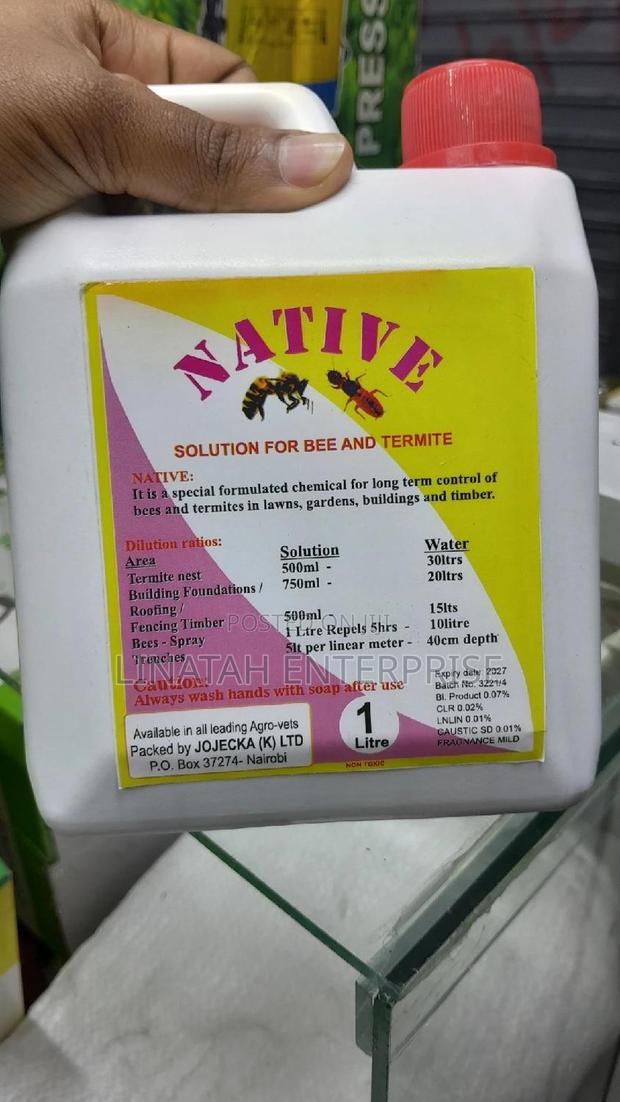 PRESS
NATIVE
SOLUTION FOR BEE AND TERMITE
NATIVE:
It is a special formulated chemical for long term control of
bees and termites in lawns, gardens, buildings and timber.
Dilution ratios:
Area Solution Water
Termite nest 500ml - 30ltrs
Building Foundations / 750ml - 20ltrs
Roofing /
Fencing Timber 500ml 15lts
Bees - Spray 1 Litre Repels 5hrs - 10litre
Trenches 5lt per linear meter - 40cm depth
POSTED ON JIJI
LINATAH ENTERPRISE
Caution:
Always wash hands with soap after use
Expiry date: 2027
Batch No. 3221/4
Bi. Product 0.07%
CLR 0.02%
LNLIN 0.01%
CAUSTIC SD 0.01%
FRAGNANCE MILD
Available in all leading Agro-vets
Packed by JOJECKA (K) LTD
P.O. Box 37274- Nairobi
1
Litre
NON TOXIC